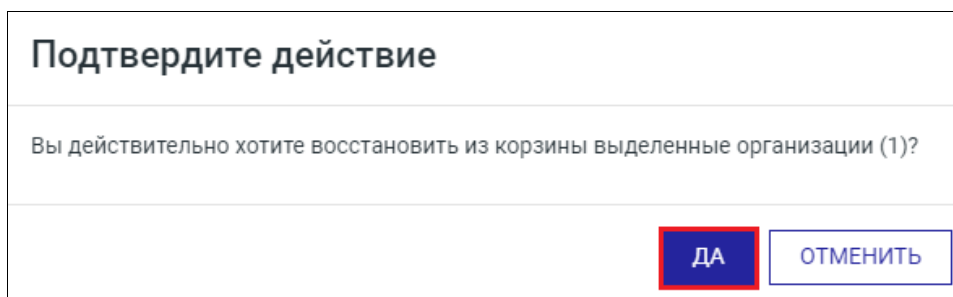 Подтвердите действие
Вы действительно хотите восстановить из корзины выделенные организации (1)?
ДА
ОТМЕНИТЬ